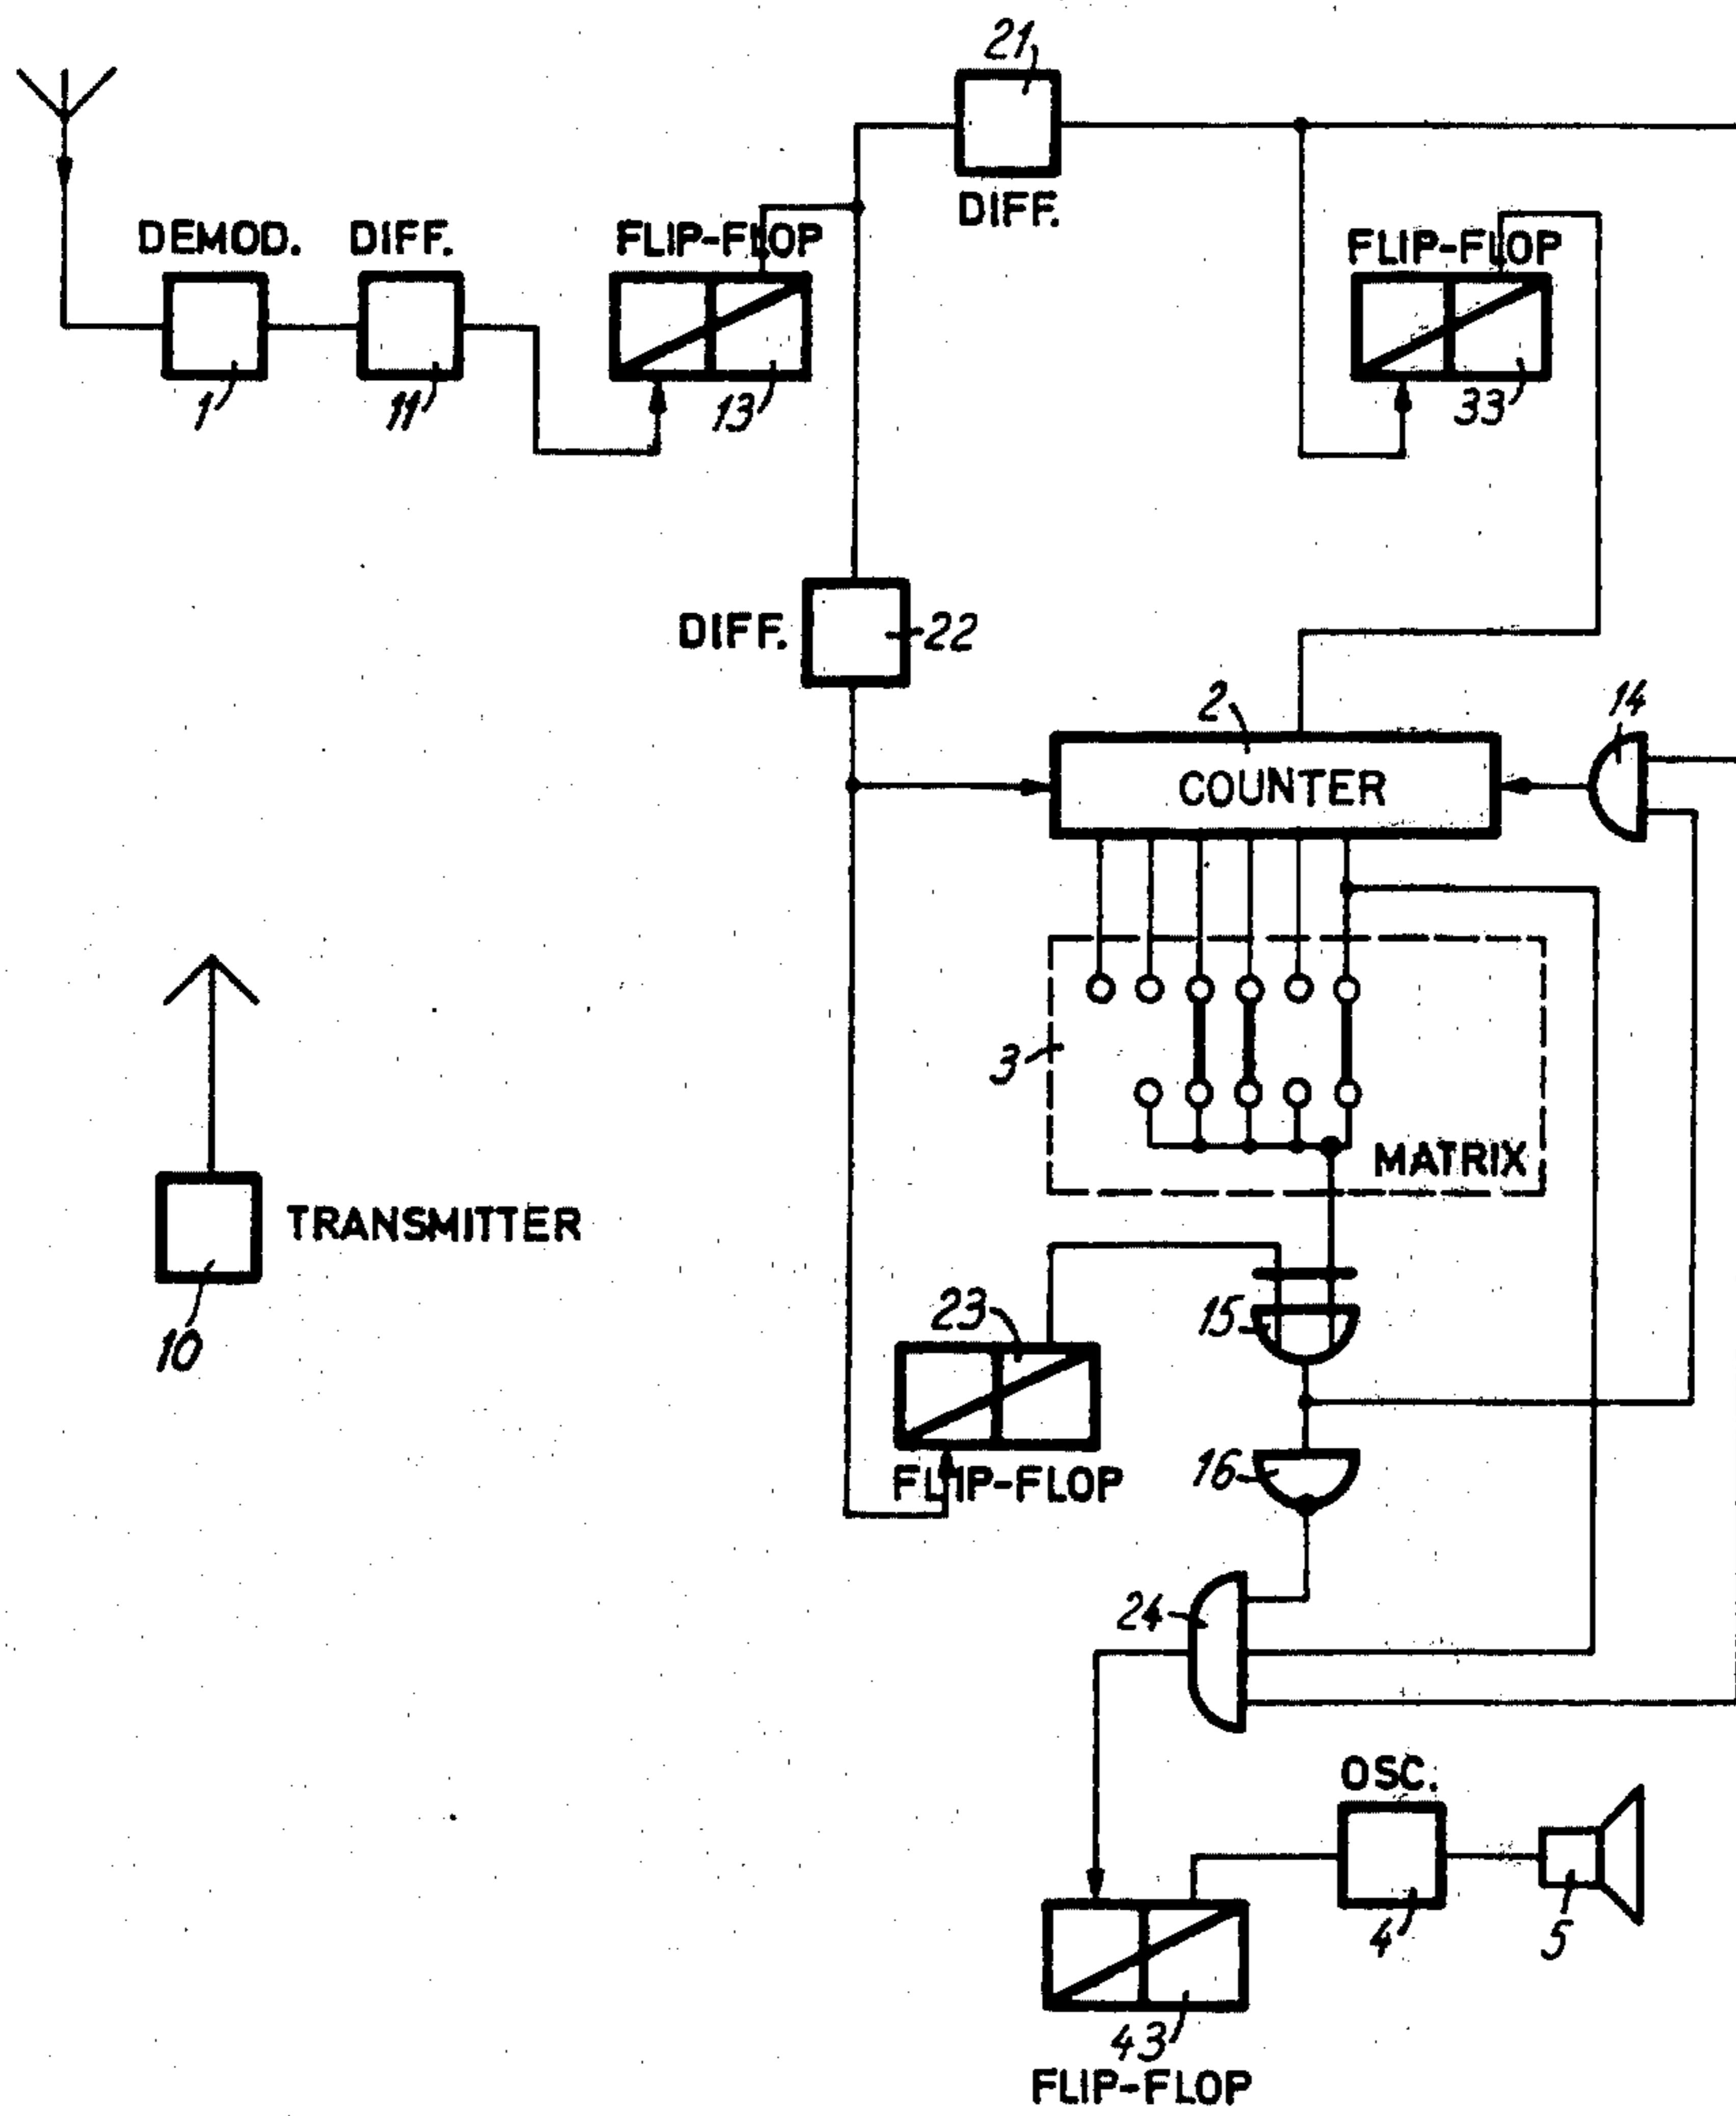 21
DIFF.
DEMOD.
DIFF.
FLIP-FLOP
FLIP-FLOP
1
11
13
33
DIFF.
22
2
14
COUNTER
3
MATRIX
TRANSMITTER
10
23
15
FLIP-FLOP
16
24
OSC.
4
5
43
FLIP-FLOP